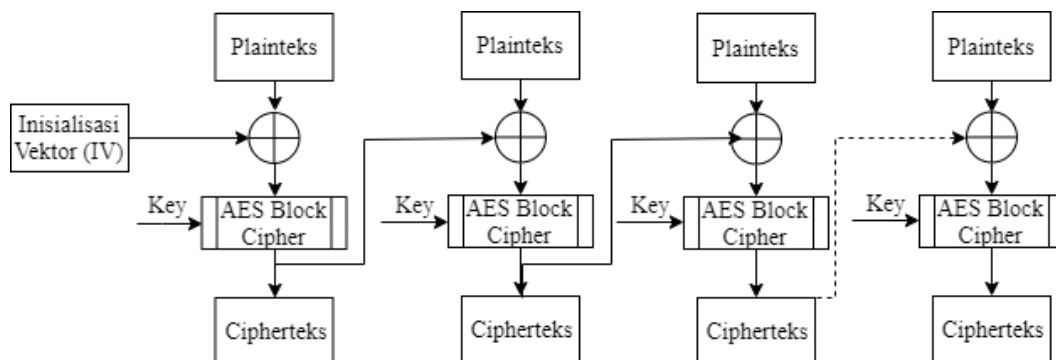 Plainteks
Plainteks
Plainteks
Plainteks
Inisialisasi
Vektor (IV)
Key
AES Block
Cipher
Key
AES Block
Cipher
Key
AES Block
Cipher
Key
AES Block
Cipher
Cipherteks
Cipherteks
Cipherteks
Cipherteks